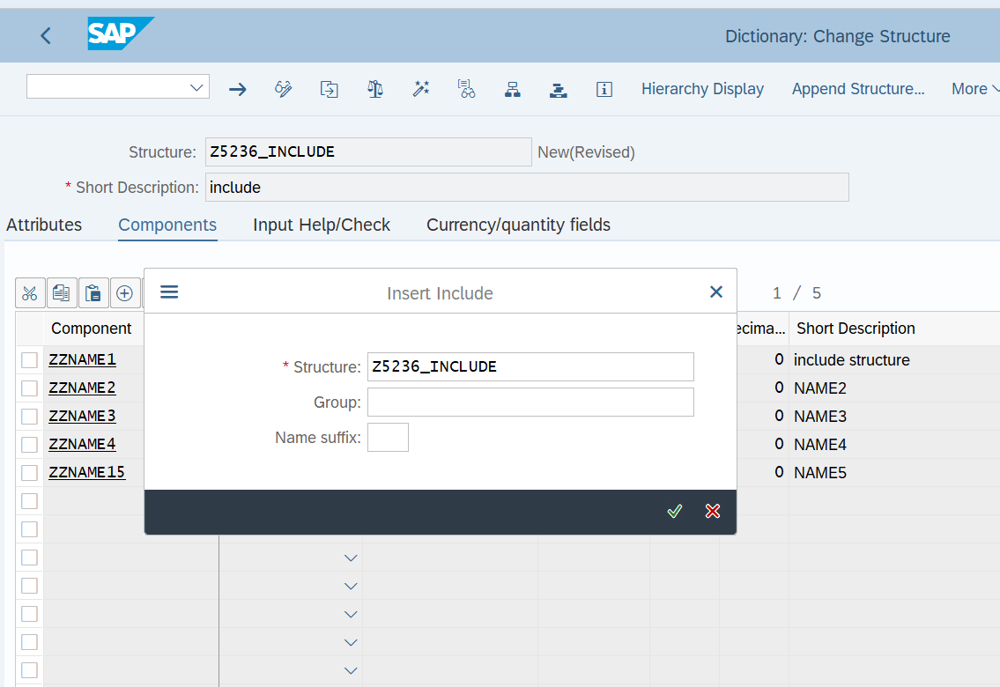 SAP
Dictionary: Change Structure
Hierarchy Display Append Structure... More
Structure: Z5236_INCLUDE New(Revised)
* Short Description: include
Attributes Components Input Help/Check Currency/quantity fields
Insert Include
1 / 5
Component ecima... Short Description
* Structure: Z5236_INCLUDE
Group:
Name suffix:
ZZNAME1 0 include structure
ZZNAME2 0 NAME2
ZZNAME3 0 NAME3
ZZNAME4 0 NAME4
ZZNAME15 0 NAME5